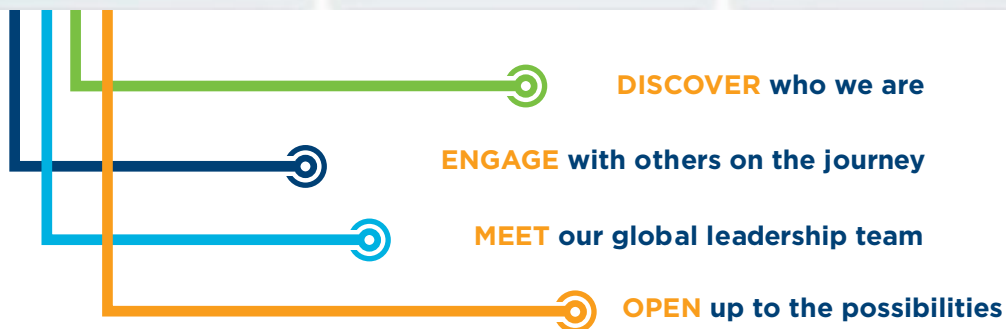 DISCOVER who we are
ENGAGE with others on the journey
MEET our global leadership team
OPEN up to the possibilities